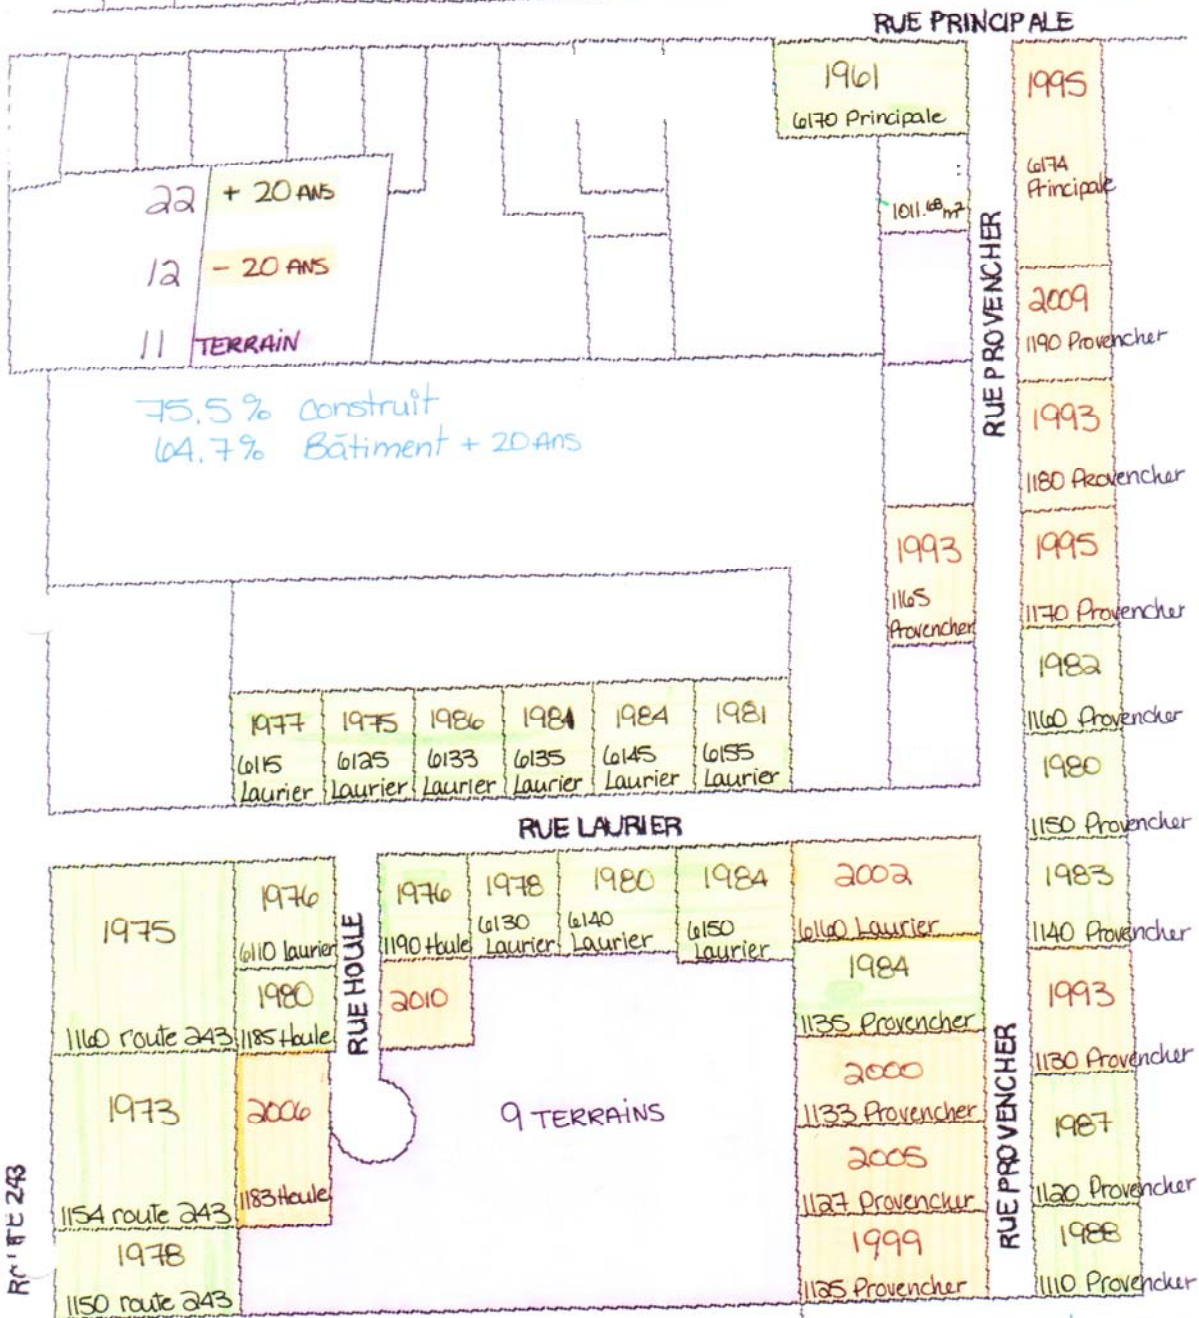 RUE PRINCIPALE
1961
6170 Principale
1995
6174
Principale
1011.68 m²
22 + 20 ANS
12 - 20 ANS
11 TERRAIN
75.5% construit
64.7% Bâtiment + 20 Ans
RUE PROVENCHER
2009
1190 Provencher
1993
1180 Provencher
1993
1165
Provencher
1995
1170 Provencher
1982
1160 Provencher
1980
1150 Provencher
1983
1140 Provencher
1993
1130 Provencher
1987
1120 Provencher
1988
1110 Provencher
1977
6115
Laurier
1975
6125
Laurier
1986
6133
Laurier
1981
6135
Laurier
1984
6145
Laurier
1981
6155
Laurier
RUE LAURIER
1975
1160 route 243
1976
6110 laurier
1980
1185 Houle
RUE HOULE
1976
1190 Houle
1978
6130
Laurier
1980
6140
Laurier
1984
6150
Laurier
2002
6160 Laurier
2010
1984
1135 Provencher
1973
1154 route 243
2006
1183 Houle
9 TERRAINS
2000
1133 Provencher
2005
1127 Provencher
1999
1125 Provencher
RUE PROVENCHER
1978
1150 route 243
243